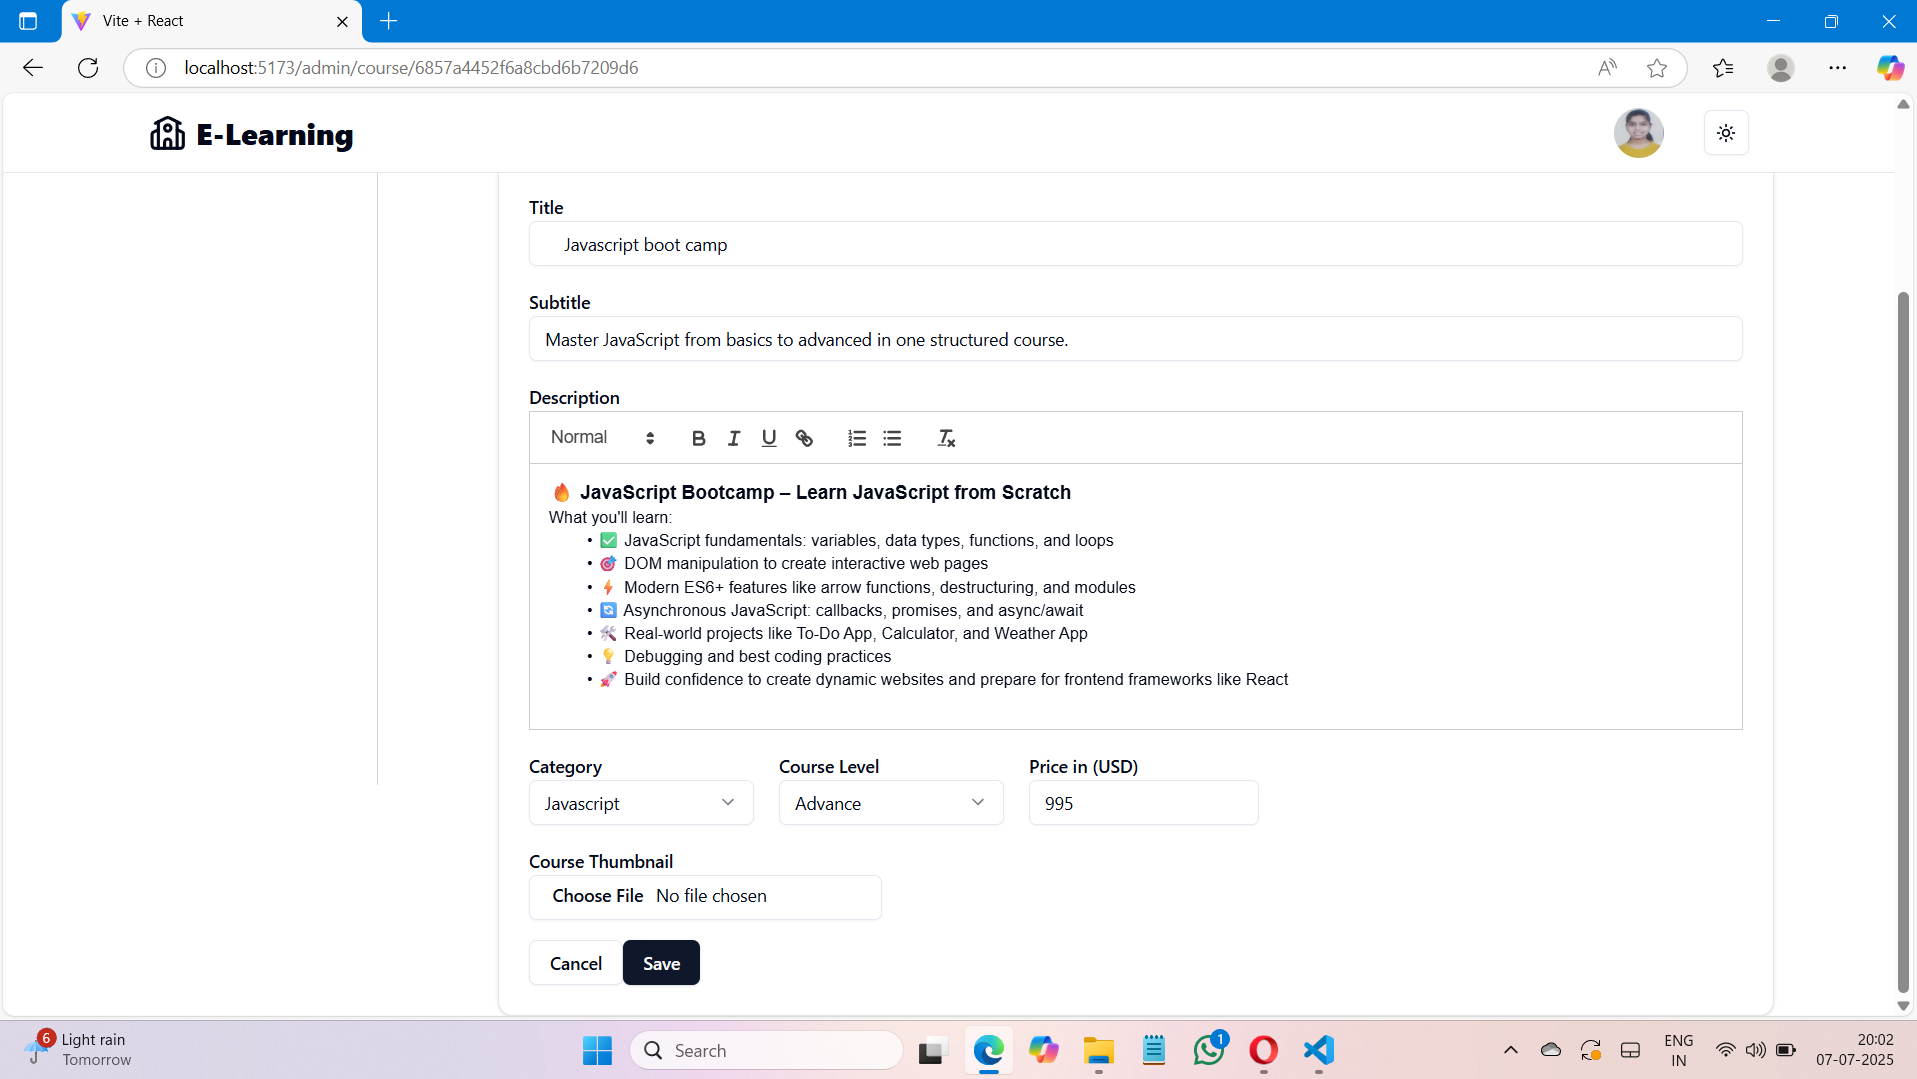 Vite + React
localhost:5173/admin/course/6857a4452f6a8cbd6b7209d6
E-Learning
Title
Javascript boot camp
Subtitle
Master JavaScript from basics to advanced in one structured course.
Description
Normal
🔥 JavaScript Bootcamp – Learn JavaScript from Scratch
What you'll learn:
• ✅ JavaScript fundamentals: variables, data types, functions, and loops
• 🎯 DOM manipulation to create interactive web pages
• ⚡ Modern ES6+ features like arrow functions, destructuring, and modules
• 🔄 Asynchronous JavaScript: callbacks, promises, and async/await
• 🛠️ Real-world projects like To-Do App, Calculator, and Weather App
• 💡 Debugging and best coding practices
• 🚀 Build confidence to create dynamic websites and prepare for frontend frameworks like React
Category Course Level Price in (USD)
Javascript Advance 995
Course Thumbnail
Choose File No file chosen
Cancel Save
6 Light rain
Tomorrow
Search
1
ENG
IN
20:02
07-07-2025